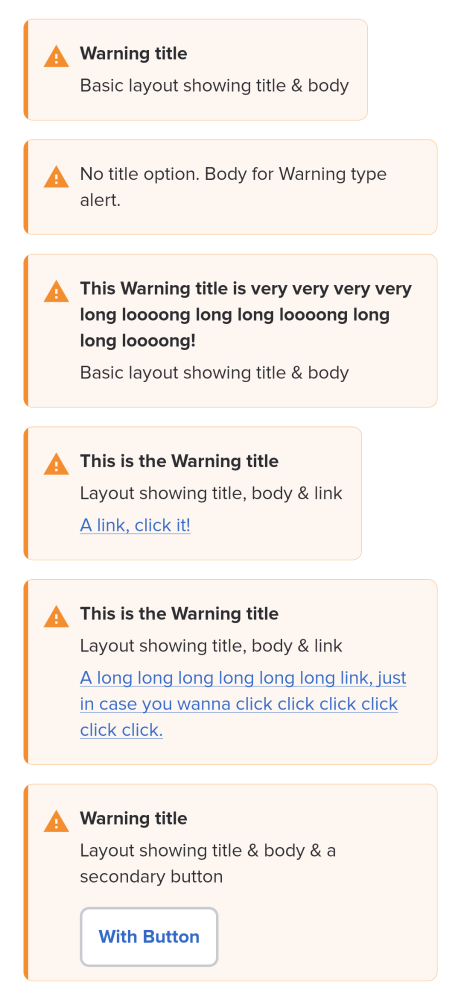 Warning title
Basic layout showing title & body
No title option. Body for Warning type
alert.
This Warning title is very very very very
long loooong long long loooong long
long loooong!
Basic layout showing title & body
This is the Warning title
Layout showing title, body & link
A link, click it!
This is the Warning title
Layout showing title, body & link
A long long long long long long link, just
in case you wanna click click click click
click click.
Warning title
Layout showing title & body & a
secondary button
With Button